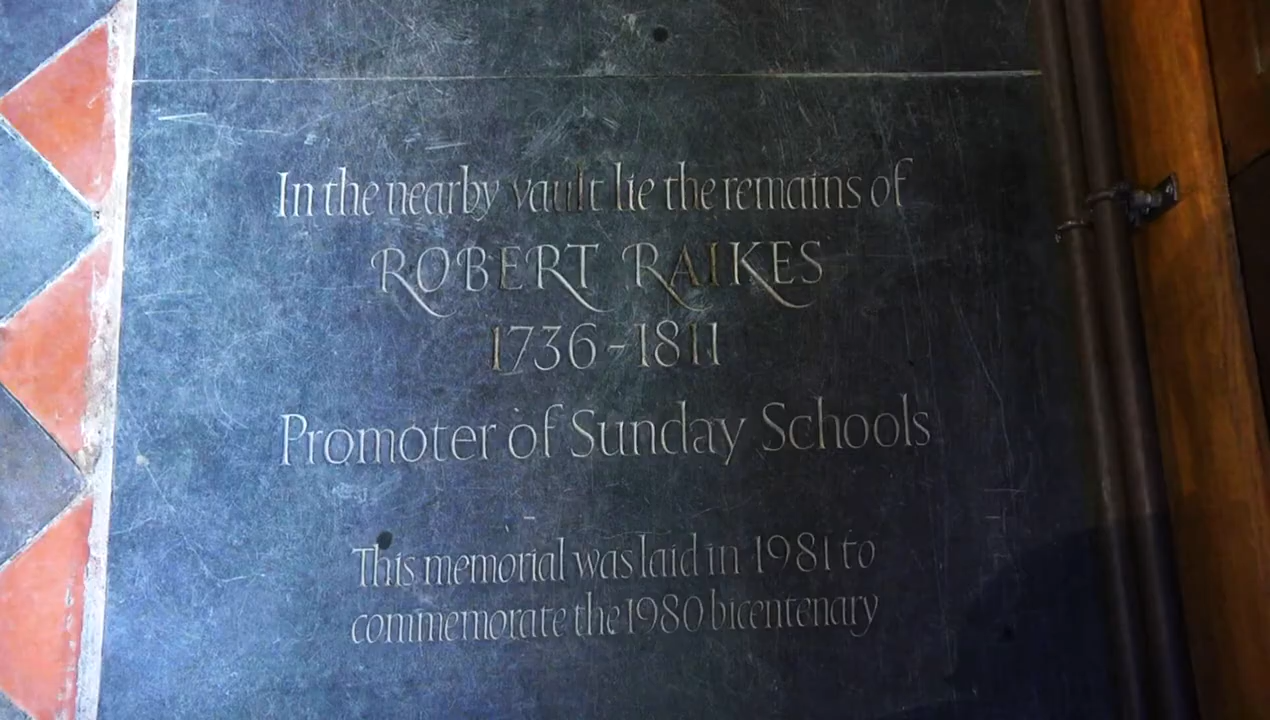 In the nearby vault lie the remains of
ROBERT RAIKES
1736-1811
Promoter of Sunday Schools
This memorial was laid in 1981 to
commemorate the 1980 bicentenary